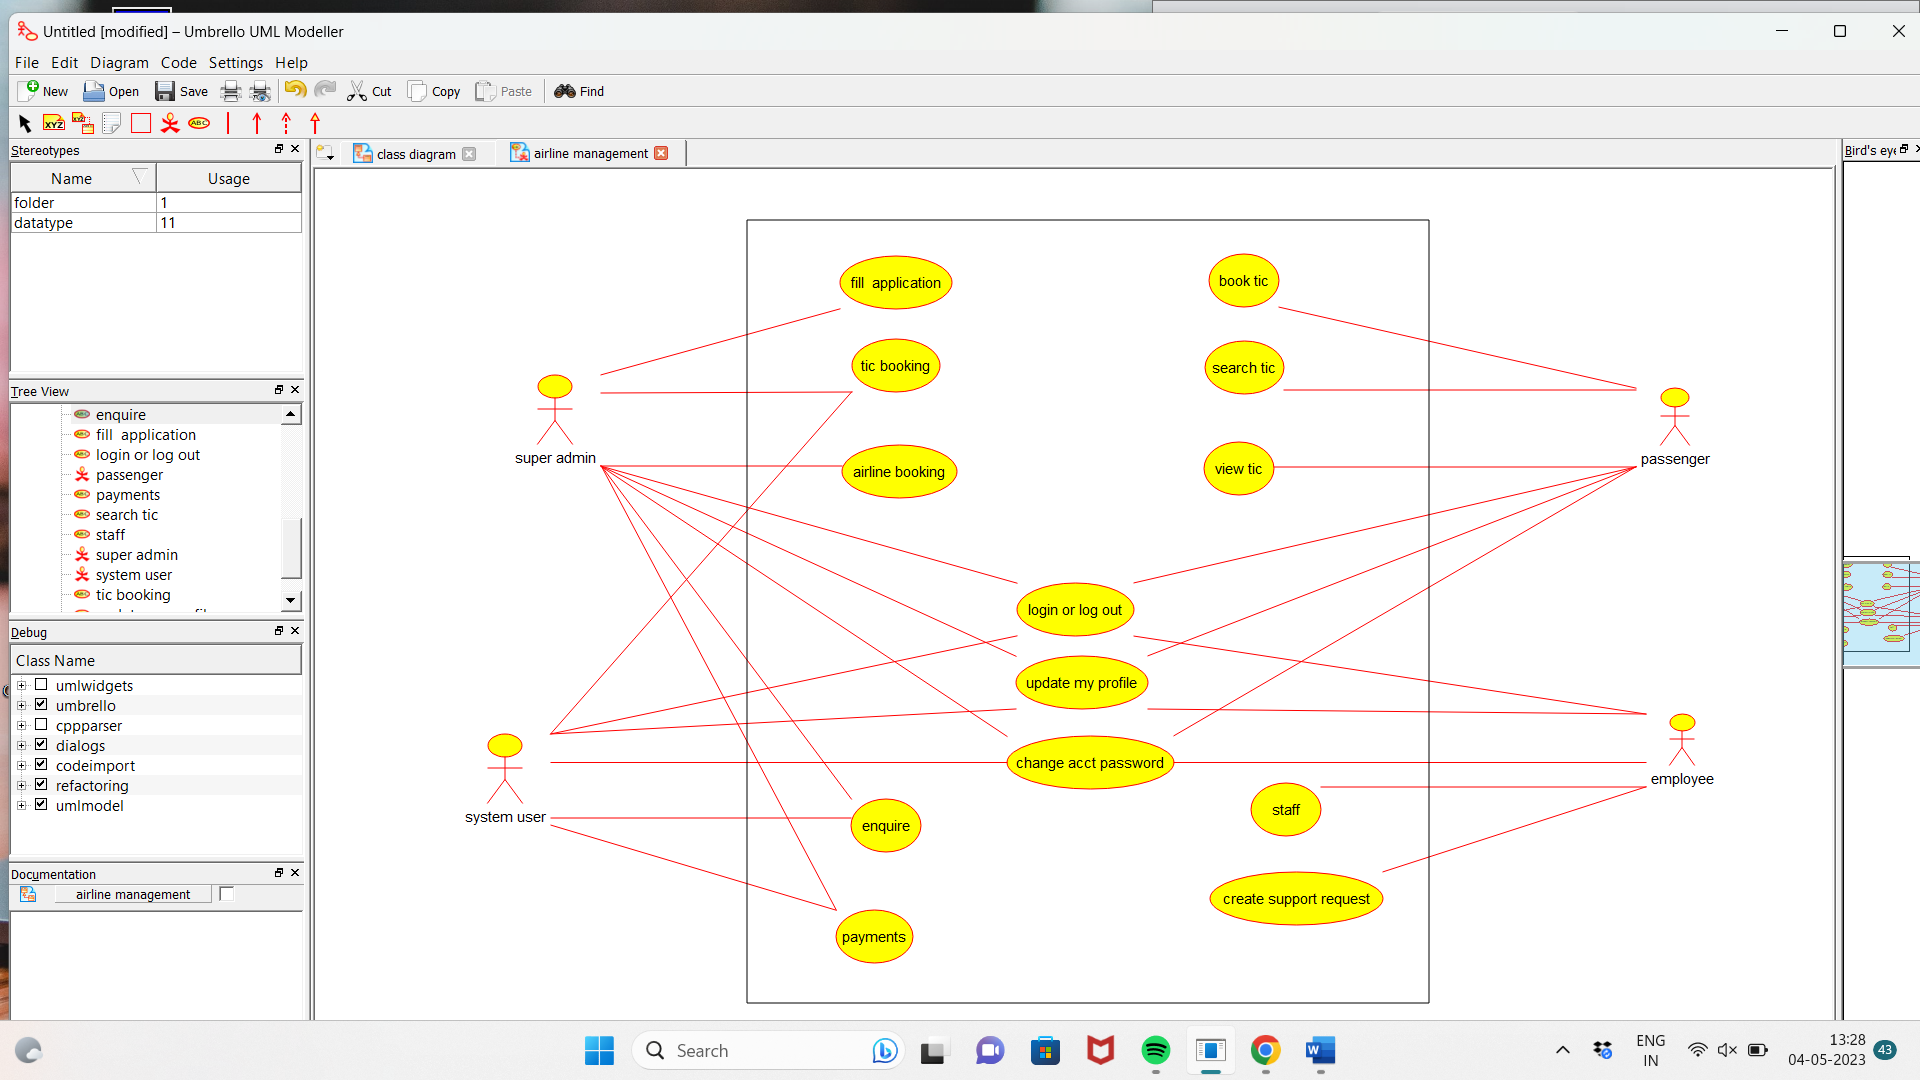 Untitled [modified] – Umbrello UML Modeller
File Edit Diagram Code Settings Help
New Open Save Cut Copy Paste Find
XYZ XYZ ABC
Stereotypes
Name Usage
folder 1
datatype 11
Tree View
enquire
fill  application
login or log out
passenger
payments
search tic
staff
super admin
system user
tic booking
Debug
Class Name
umlwidgets
umbrello
cppparser
dialogs
codeimport
refactoring
umlmodel
Documentation
airline management
class diagram
airline management
Bird's eye
fill  application
book tic
tic booking
search tic
super admin
passenger
airline booking
view tic
login or log out
update my profile
change acct password
system user
employee
enquire
staff
payments
create support request
Search
ENG
IN
13:28
04-05-2023
43